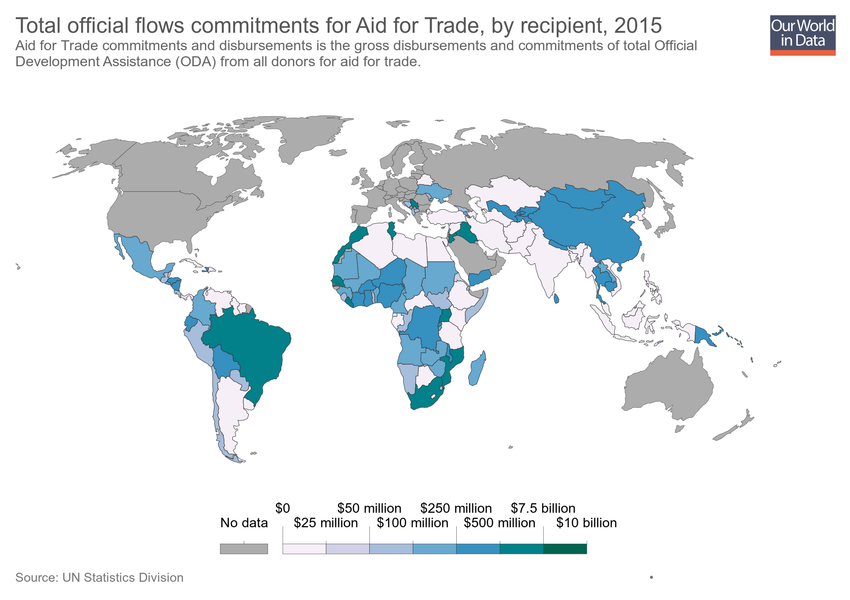 Total official flows commitments for Aid for Trade, by recipient, 2015
Our World
in Data
Aid for Trade commitments and disbursements is the gross disbursements and commitments of total Official
Development Assistance (ODA) from all donors for aid for trade.
$0 $50 million $250 million $7.5 billion
No data $25 million $100 million $500 million $10 billion
Source: UN Statistics Division